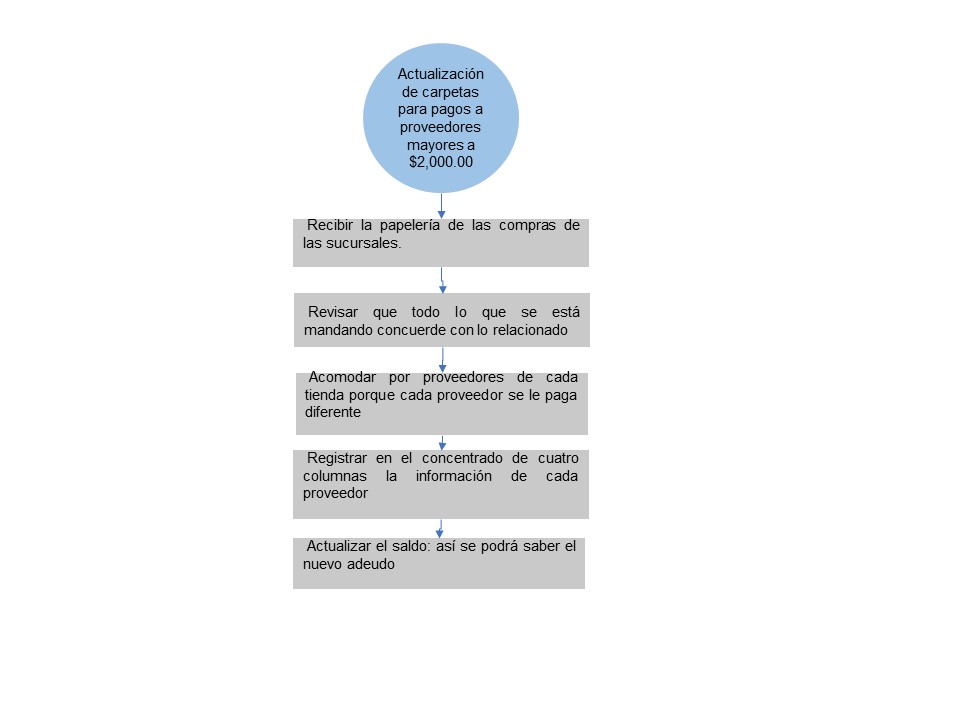 Actualización
de carpetas
para pagos a
proveedores
mayores a
$2,000.00
Recibir la papelería de las compras de
las sucursales.
Revisar que todo lo que se está
mandando concuerde con lo relacionado
Acomodar por proveedores de cada
tienda porque cada proveedor se le paga
diferente
Registrar en el concentrado de cuatro
columnas la información de cada
proveedor
Actualizar el saldo: así se podrá saber el
nuevo adeudo